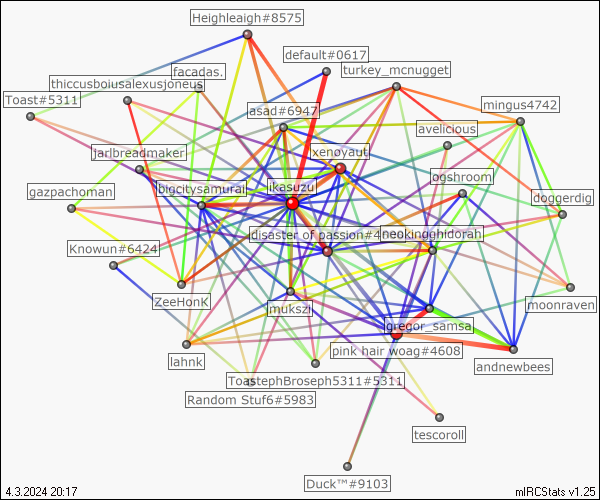 Heighleaigh#8575
default#0617
turkey_mcnugget
facadas.
thiccusboiusalexusjoneus
Toast#5311
mingus4742
asad#6947
avelicious
jarlbreadmaker
xenøyaut
ogshroom
bigcitysamurai
ikasuzu
gazpachoman
doggerdig
disaster of passion#4
neokingghidorah
Knowun#6424
ZeeHonK
jmukszi
moonraven
gregor_samsa
pink hair woag#4608
lahnk
andnewbees
ToastephBroseph5311#5311
Random Stuf6#5983
tescoroll
Duck™#9103
4.3.2024 20:17
mIRCStats v1.25